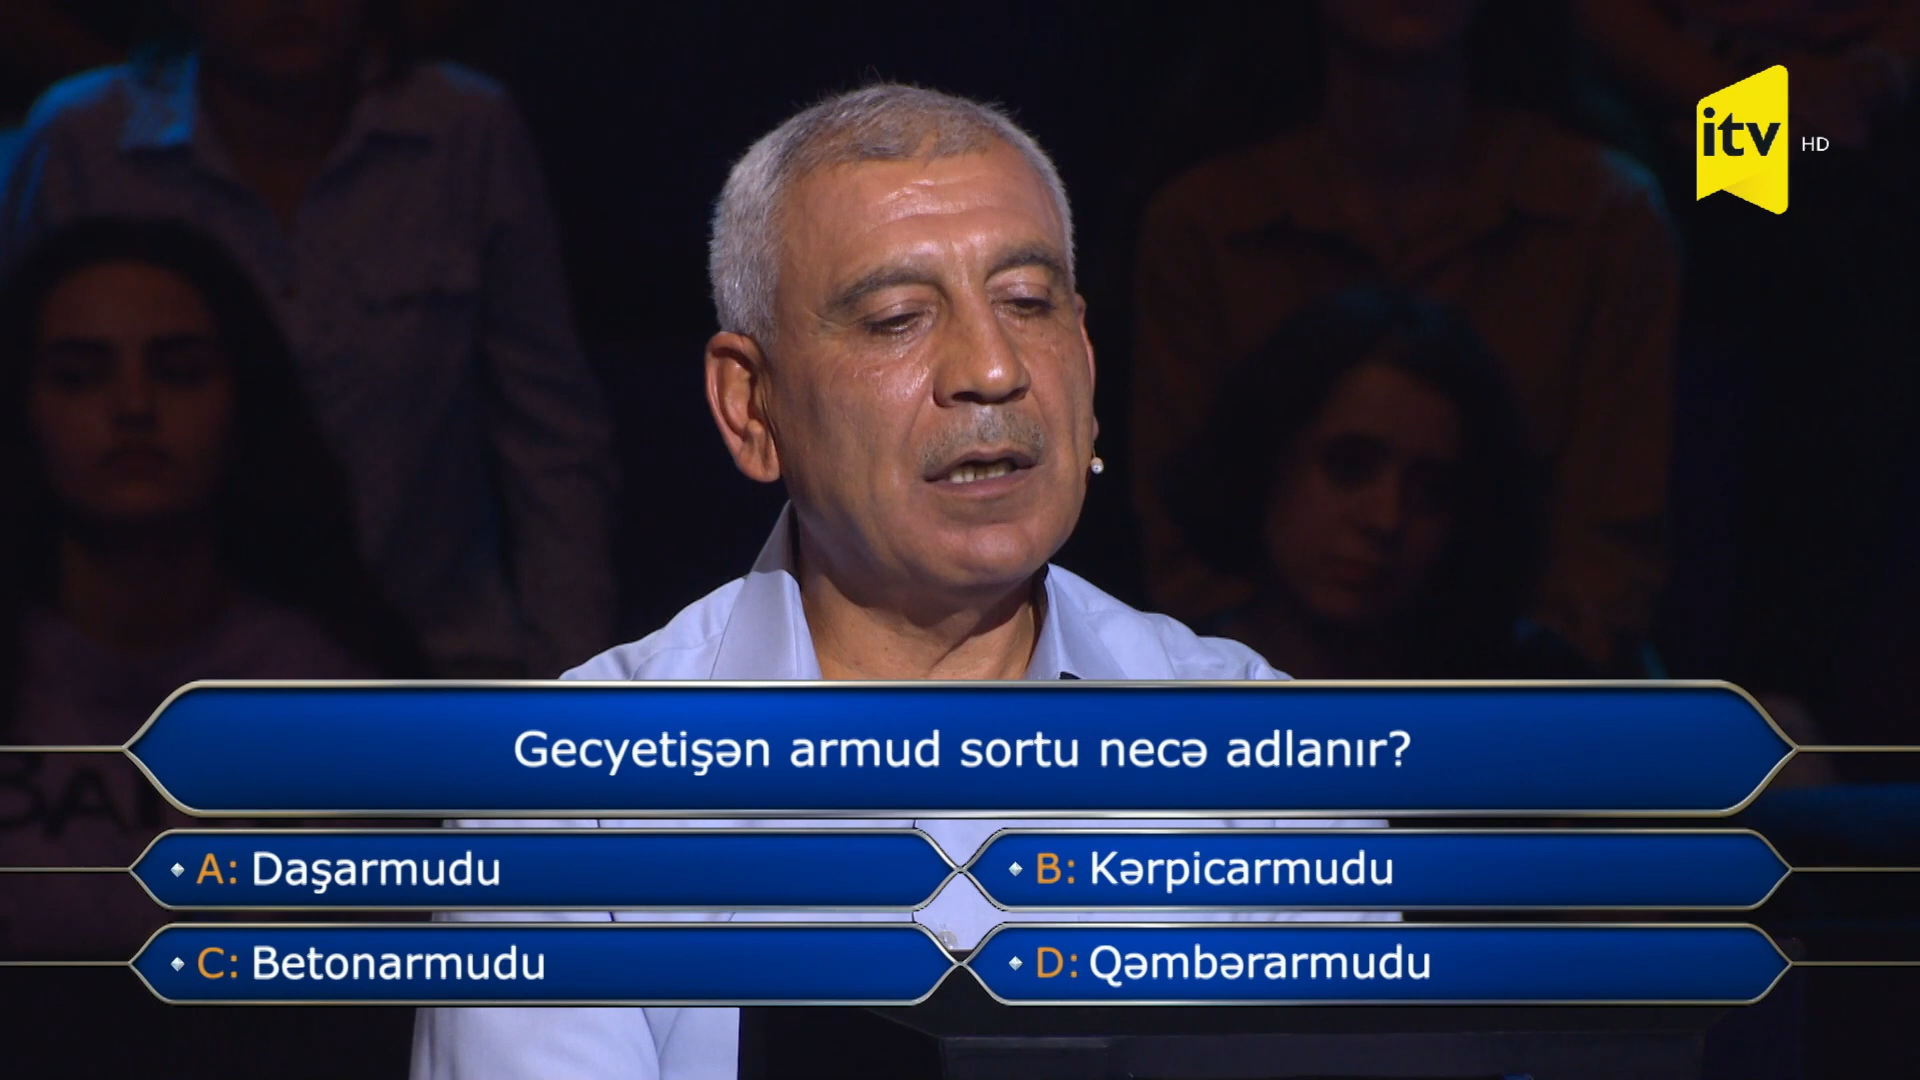 itv HD
Gecyetişən armud sortu necə adlanır?
A: Daşarmudu
B: Kərpicarmudu
C: Betonarmudu
D: Qəmbərarmudu